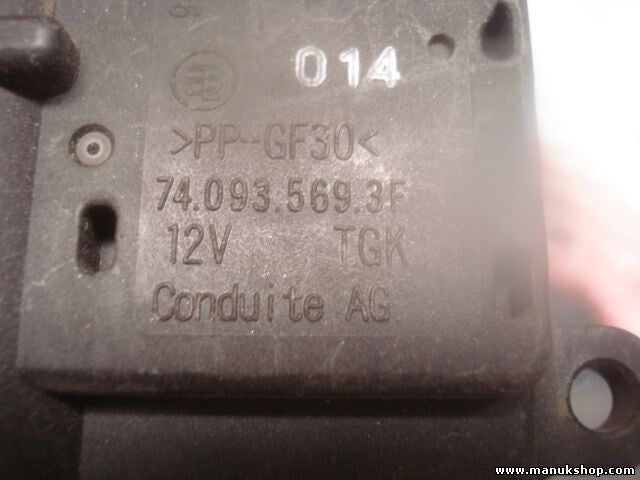 014
>PP-GF30<
74.093.569.3F
12V TGK
Conduite AG
www.manukshop.com